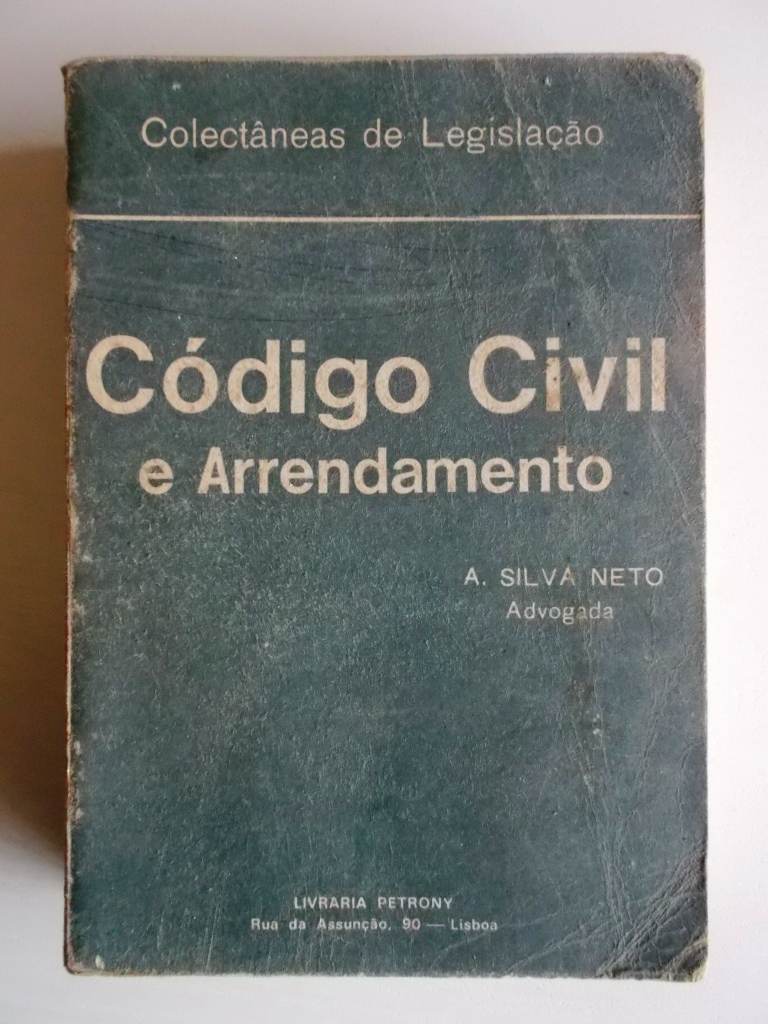 Colectâneas de Legislação
Código Civil
e Arrendamento
A. SILVA NETO
Advogada
LIVRARIA PETRONY
Rua da Assunção, 90 — Lisboa